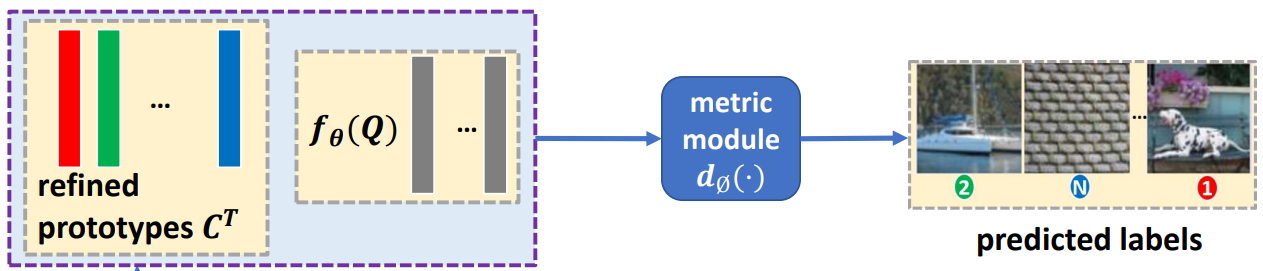 ...
refined
prototypes C^T
f_θ(Q)
...
metric
module
d_∅(·)
...
2
N
1
predicted labels